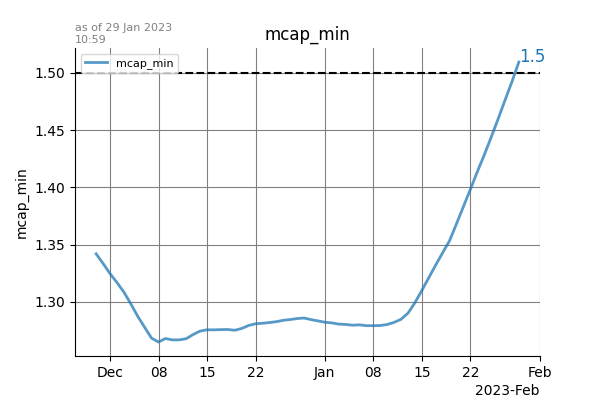 as of 29 Jan 2023
10:59
mcap_min
mcap_min
1.5
1.50
1.45
1.40
1.35
1.30
mcap_min
Dec 08 15 22 Jan 08 15 22 Feb
2023-Feb